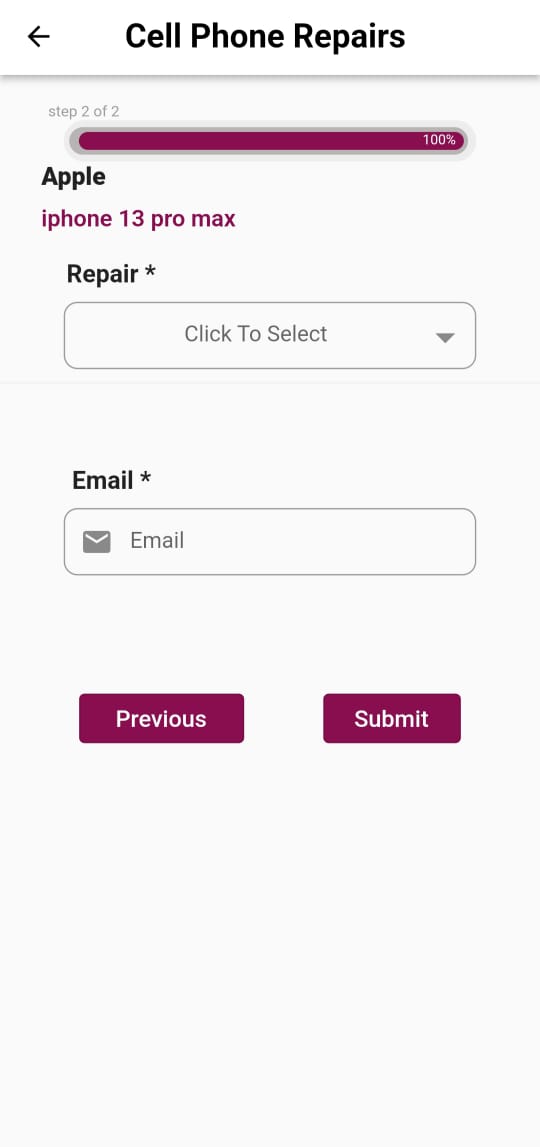 Cell Phone Repairs
step 2 of 2
100%
Apple
iphone 13 pro max
Repair *
Click To Select
Email *
Email
Previous
Submit